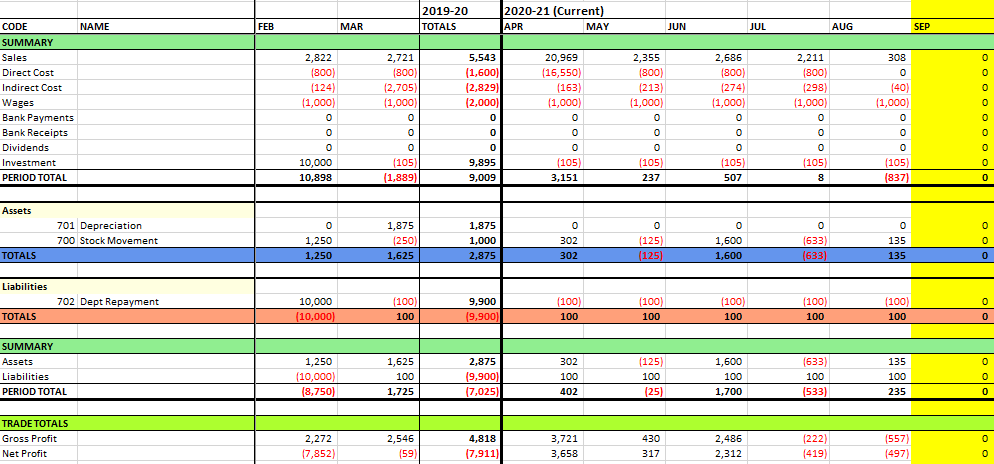 2019-20 2020-21 (Current)
CODE NAME FEB MAR TOTALS APR MAY JUN JUL AUG SEP
SUMMARY
Sales 2,822 2,721 5,543 20,969 2,355 2,686 2,211 308 0
Direct Cost (800) (800) (1,600) (16,550) (800) (800) (800) 0 0
Indirect Cost (124) (2,705) (2,829) (163) (213) (274) (298) (40) 0
Wages (1,000) (1,000) (2,000) (1,000) (1,000) (1,000) (1,000) (1,000) 0
Bank Payments 0 0 0 0 0 0 0 0 0
Bank Receipts 0 0 0 0 0 0 0 0 0
Dividends 0 0 0 0 0 0 0 0 0
Investment 10,000 (105) 9,895 (105) (105) (105) (105) (105) 0
PERIOD TOTAL 10,898 (1,889) 9,009 3,151 237 507 8 (837) 0
Assets
701 Depreciation 0 1,875 1,875 0 0 0 0 0 0
700 Stock Movement 1,250 (250) 1,000 302 (125) 1,600 (633) 135 0
TOTALS 1,250 1,625 2,875 302 (125) 1,600 (633) 135 0
Liabilities
702 Dept Repayment 10,000 (100) 9,900 (100) (100) (100) (100) (100) 0
TOTALS (10,000) 100 (9,900) 100 100 100 100 100 0
SUMMARY
Assets 1,250 1,625 2,875 302 (125) 1,600 (633) 135 0
Liabilities (10,000) 100 (9,900) 100 100 100 100 100 0
PERIOD TOTAL (8,750) 1,725 (7,025) 402 (25) 1,700 (533) 235 0
TRADE TOTALS
Gross Profit 2,272 2,546 4,818 3,721 430 2,486 (222) (557) 0
Net Profit (7,852) (59) (7,911) 3,658 317 2,312 (419) (497) 0